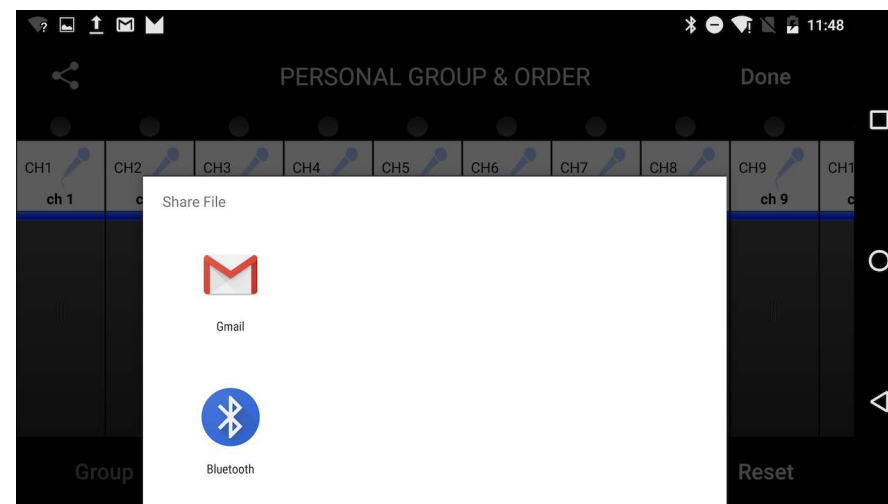 11:48
PERSONAL GROUP & ORDER
Done
CH1
CH2
CH3
CH4
CH5
CH6
CH7
CH8
CH9
CH1
ch 1
c
ch 9
c
Share File
Gmail
Bluetooth
Group
Reset